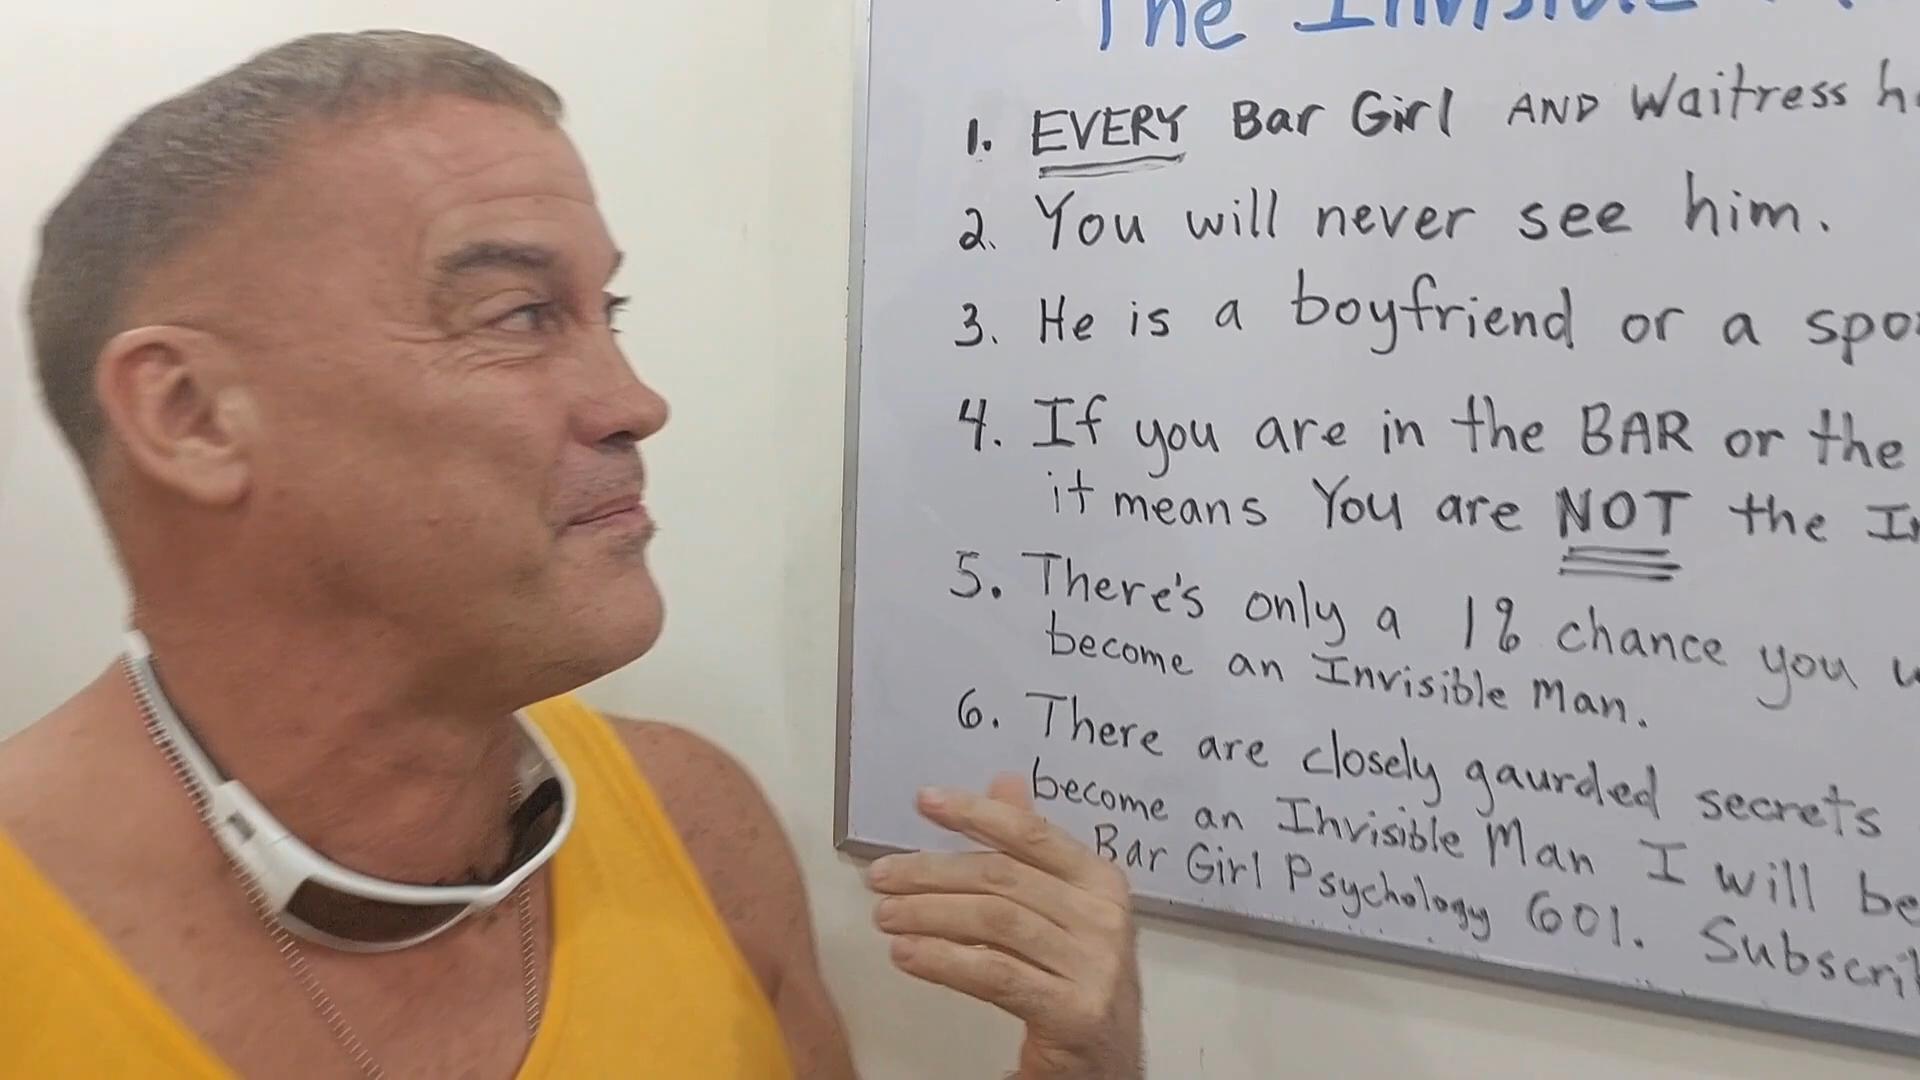 The Invisible
1. EVERY Bar Girl AND Waitress
2. You will never see him.
3. He is a boyfriend or a
4. If you are in the BAR or the
it means You are NOT the
5. There's only a 1% chance you
become an Invisible Man.
6. There are closely gaurded secrets
become an Invisible Man I will be
Bar Girl Psychology 601. Subscri